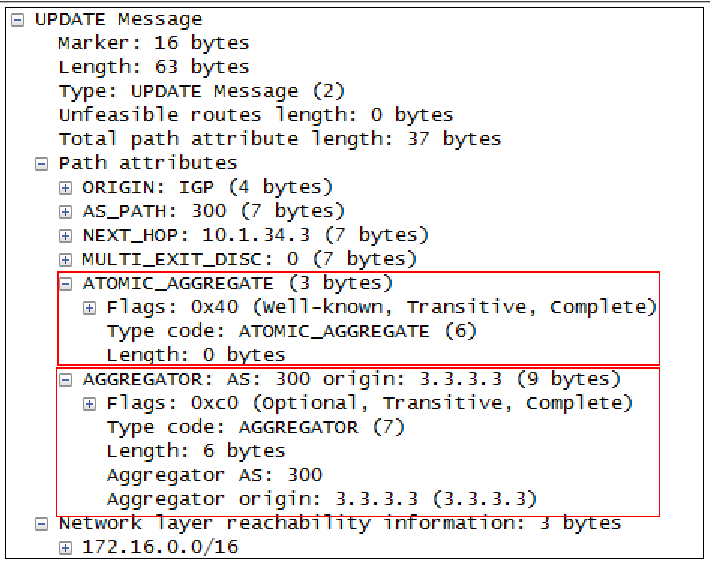 UPDATE Message
Marker: 16 bytes
Length: 63 bytes
Type: UPDATE Message (2)
Unfeasible routes length: 0 bytes
Total path attribute length: 37 bytes
Path attributes
ORIGIN: IGP (4 bytes)
AS_PATH: 300 (7 bytes)
NEXT_HOP: 10.1.34.3 (7 bytes)
MULTI_EXIT_DISC: 0 (7 bytes)
ATOMIC_AGGREGATE (3 bytes)
Flags: 0x40 (Well-known, Transitive, Complete)
Type code: ATOMIC_AGGREGATE (6)
Length: 0 bytes
AGGREGATOR: AS: 300 origin: 3.3.3.3 (9 bytes)
Flags: 0xc0 (Optional, Transitive, Complete)
Type code: AGGREGATOR (7)
Length: 6 bytes
Aggregator AS: 300
Aggregator origin: 3.3.3.3 (3.3.3.3)
Network layer reachability information: 3 bytes
172.16.0.0/16